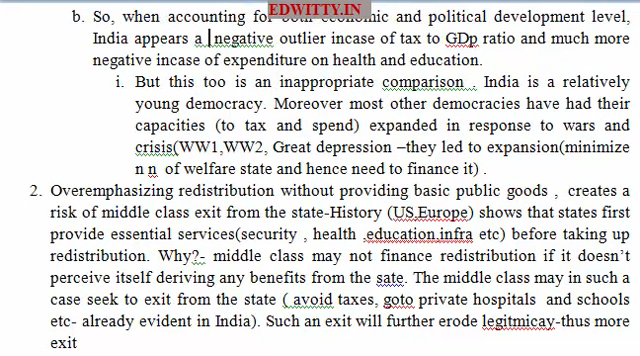 EDWITTY.IN
b. So, when accounting for both economic and political development level,
India appears a negative outlier incase of tax to GDp ratio and much more
negative incase of expenditure on health and education.
i. But this too is an inappropriate comparison . India is a relatively
young democracy. Moreover most other democracies have had their
capacities (to tax and spend) expanded in response to wars and
crisis(WW1,WW2, Great depression –they led to expansion(minimize
n n of welfare state and hence need to finance it) .
2. Overemphasizing redistribution without providing basic public goods , creates a
risk of middle class exit from the state-History (US,Europe) shows that states first
provide essential services(security , health ,education,infra etc) before taking up
redistribution. Why?- middle class may not finance redistribution if it doesn't
perceive itself deriving any benefits from the sate. The middle class may in such a
case seek to exit from the state ( avoid taxes, goto private hospitals and schools
etc- already evident in India). Such an exit will further erode legitmicay-thus more
exit